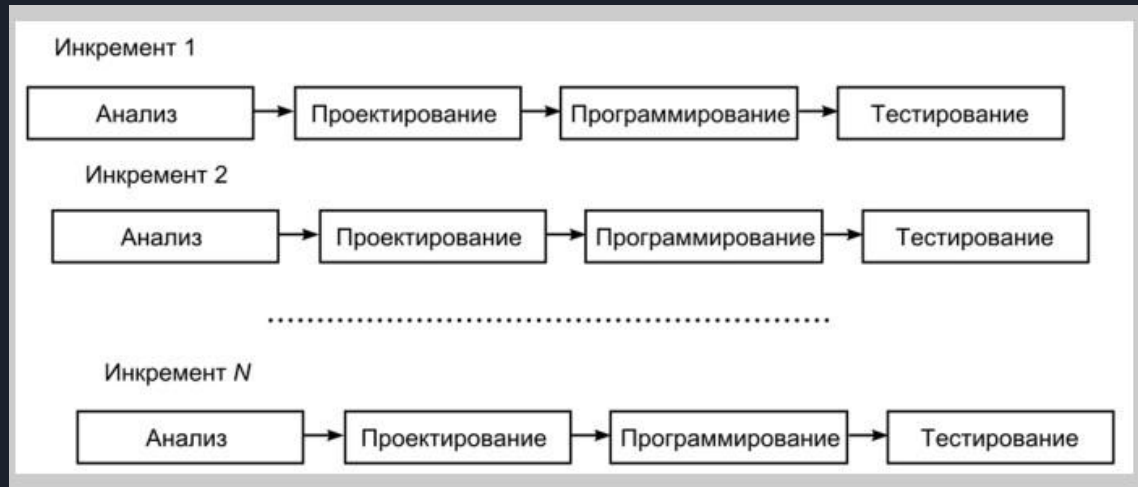 Инкремент 1
Анализ Проектирование Программирование Тестирование
Инкремент 2
Анализ Проектирование Программирование Тестирование
Инкремент N
Анализ Проектирование Программирование Тестирование